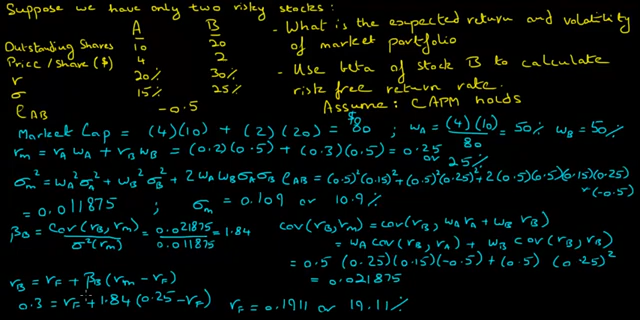 Suppose we have only two risky stocks:
A B
Outstanding Shares 10 20
Price/Share ($) 4 2
r 20% 30%
σ 15% 25%
ρAB -0.5
- What is the expected return and volatility
of market portfolio
- Use beta of stock B to calculate
risk free return rate.
Assume: CAPM holds
Market Cap = (4)(10) + (2)(20) = $80 ; wA = (4)(10)/80 = 50% wB = 50%
rm = rA wA + rB wB = (0.2)(0.5) + (0.3)(0.5) = 0.25 or 25%
σm² = wA² σA² + wB² σB² + 2 wA wB σA σB ρAB = (0.5)²(0.15)² + (0.5)²(0.25)² + 2(0.5)(0.5)(0.15)(0.25)
× (-0.5)
= 0.011875 ; σm = 0.109 or 10.9%
βB = Cov(rB, rm)/σ²(rm) = 0.021875/0.011875 = 1.84
cov(rB, rm) = cov(rB, wA rA + wB rB)
= wA cov(rB, rA) + wB cov(rB, rB)
= 0.5 (0.25)(0.15)(-0.5) + (0.5) (0.25)²
= 0.021875
rB = rF + βB (rm - rF)
0.3 = rF + 1.84 (0.25 - rF) rF = 0.1911 or 19.11%